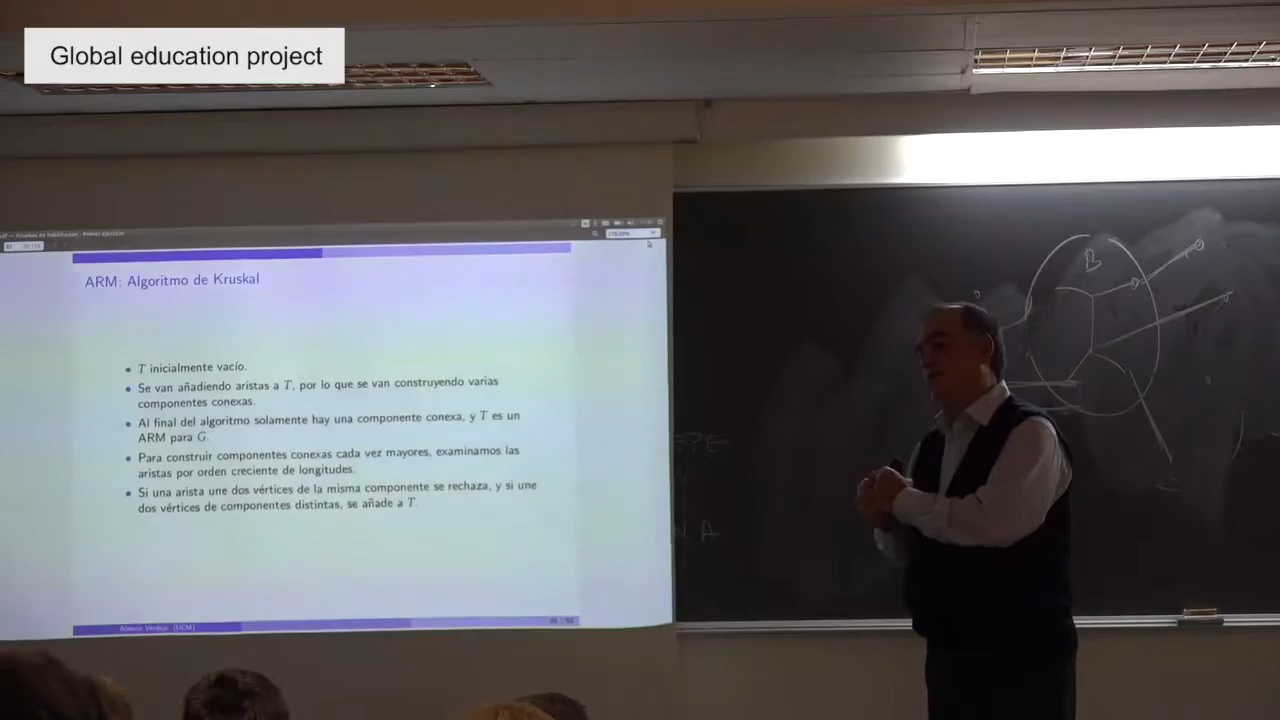 Global education project
ARM: Algoritmo de Kruskal
T inicialmente vacío.
Se van añadiendo aristas a T, por lo que se van construyendo varias
componentes conexas.
Al final del algoritmo solamente hay una componente conexa, y T es un
ARM para G.
Para construir componentes conexas cada vez mayores, examinamos las
aristas por orden creciente de longitudes.
Si una arista une dos vértices de la misma componente se rechaza, y si une
dos vértices de componentes distintas, se añade a T.
(UCM)
B